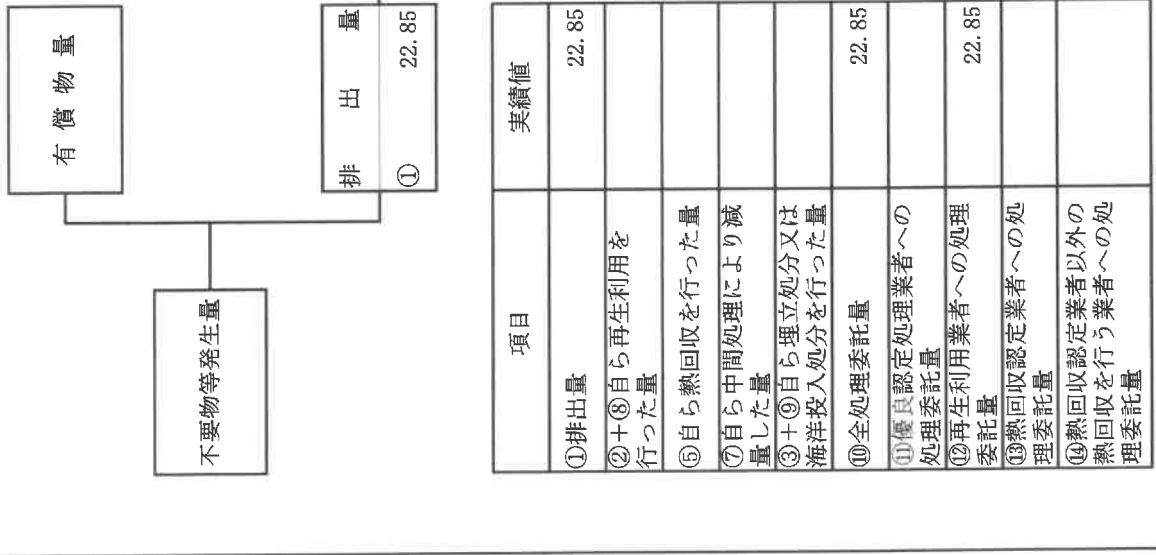 有償物量
不要物等発生量
排出量
① 22.85
項目 実績値
①排出量 22.85
②+⑧自ら再生利用を
行った量
⑤自ら熱回収を行った量
⑦自ら中間処理により減
量した量
③+⑨自ら埋立処分又は
海洋投入処分を行った量
⑩全処理委託量 22.85
⑪優良認定処理業者への
処理委託量
⑫再生利用業者への処理
委託量 22.85
⑬熱回収認定業者への処
理委託量
⑭熱回収認定業者以外の
熱回収を行う業者への処
理委託量